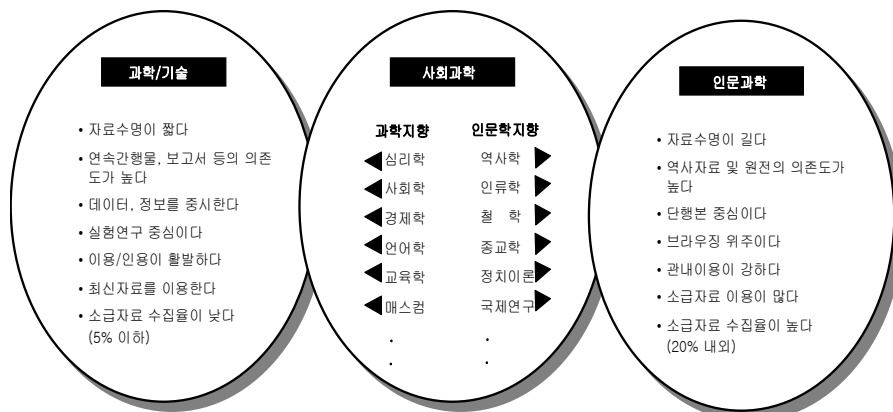 과학/기술
• 자료수명이 짧다
• 연속간행물, 보고서 등의 의존
도가 높다
• 데이터, 정보를 중시한다
• 실험연구 중심이다
• 이용/인용이 활발하다
• 최신자료를 이용한다
• 소급자료 수집율이 낮다
(5% 이하)
사회과학
과학지향 인문학지향
심리학 역사학
사회학 인류학
경제학 철 학
언어학 종교학
교육학 정치이론
매스컴 국제연구
. .
. .
인문과학
• 자료수명이 길다
• 역사자료 및 원전의 의존도가
높다
• 단행본 중심이다
• 브라우징 위주이다
• 관내이용이 강하다
• 소급자료 이용이 많다
• 소급자료 수집율이 높다
(20% 내외)